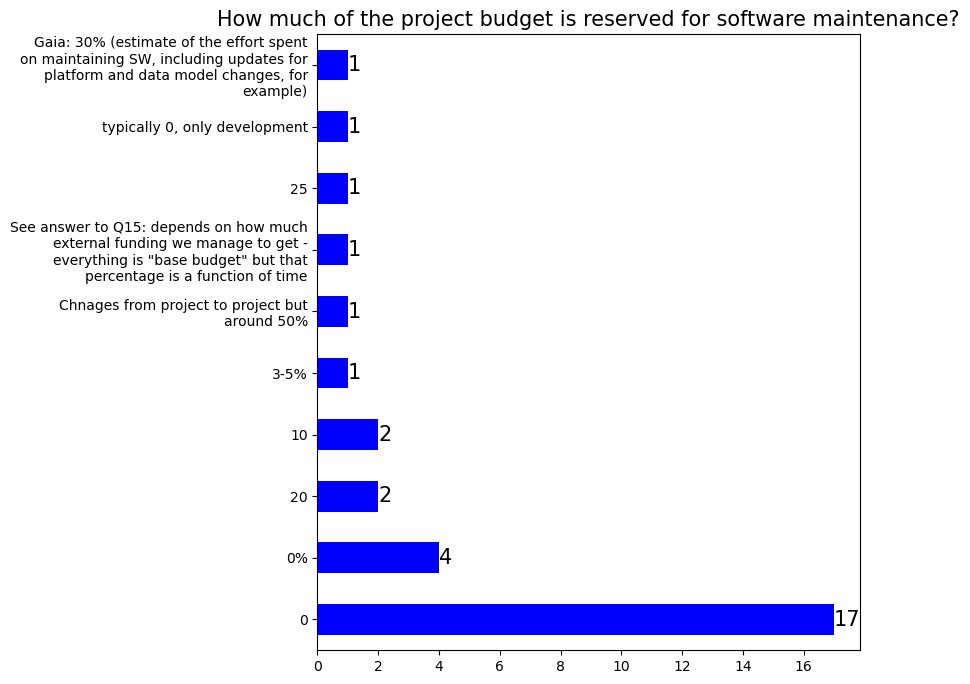 How much of the project budget is reserved for software maintenance?
Gaia: 30% (estimate of the effort spent
on maintaining SW, including updates for
platform and data model changes, for
example)
1
typically 0, only development
1
25
1
See answer to Q15: depends on how much
external funding we manage to get -
everything is "base budget" but that
percentage is a function of time
1
Chnages from project to project but
around 50%
1
3-5%
1
10
2
20
2
0%
4
0
17
0 2 4 6 8 10 12 14 16